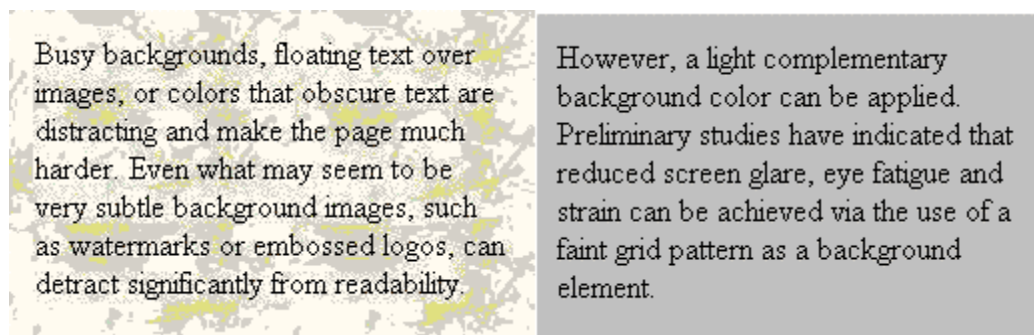 Busy backgrounds, floating text over
images, or colors that obscure text are
distracting and make the page much
harder. Even what may seem to be
very subtle background images, such
as watermarks or embossed logos, can
detract significantly from readability.
However, a light complementary
background color can be applied.
Preliminary studies have indicated that
reduced screen glare, eye fatigue and
strain can be achieved via the use of a
faint grid pattern as a background
element.